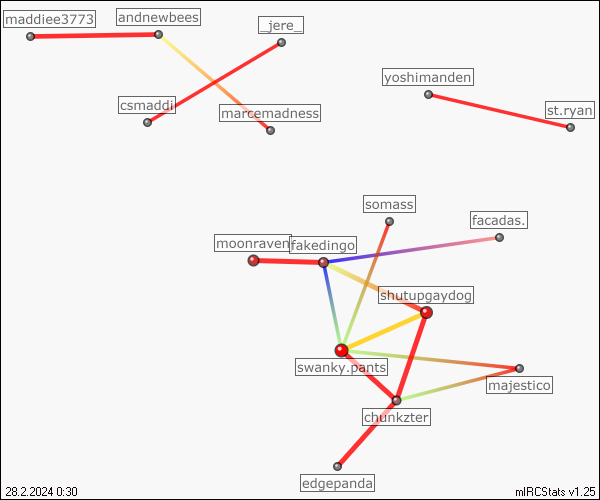 maddiee3773
andnewbees
_jere_
yoshimanden
csmaddi
marcemadness
st.ryan
somass
facadas.
moonraven
fakedingo
shutupgaydog
swanky.pants
majestico
chunkzter
edgepanda
28.2.2024 0:30
mIRCStats v1.25